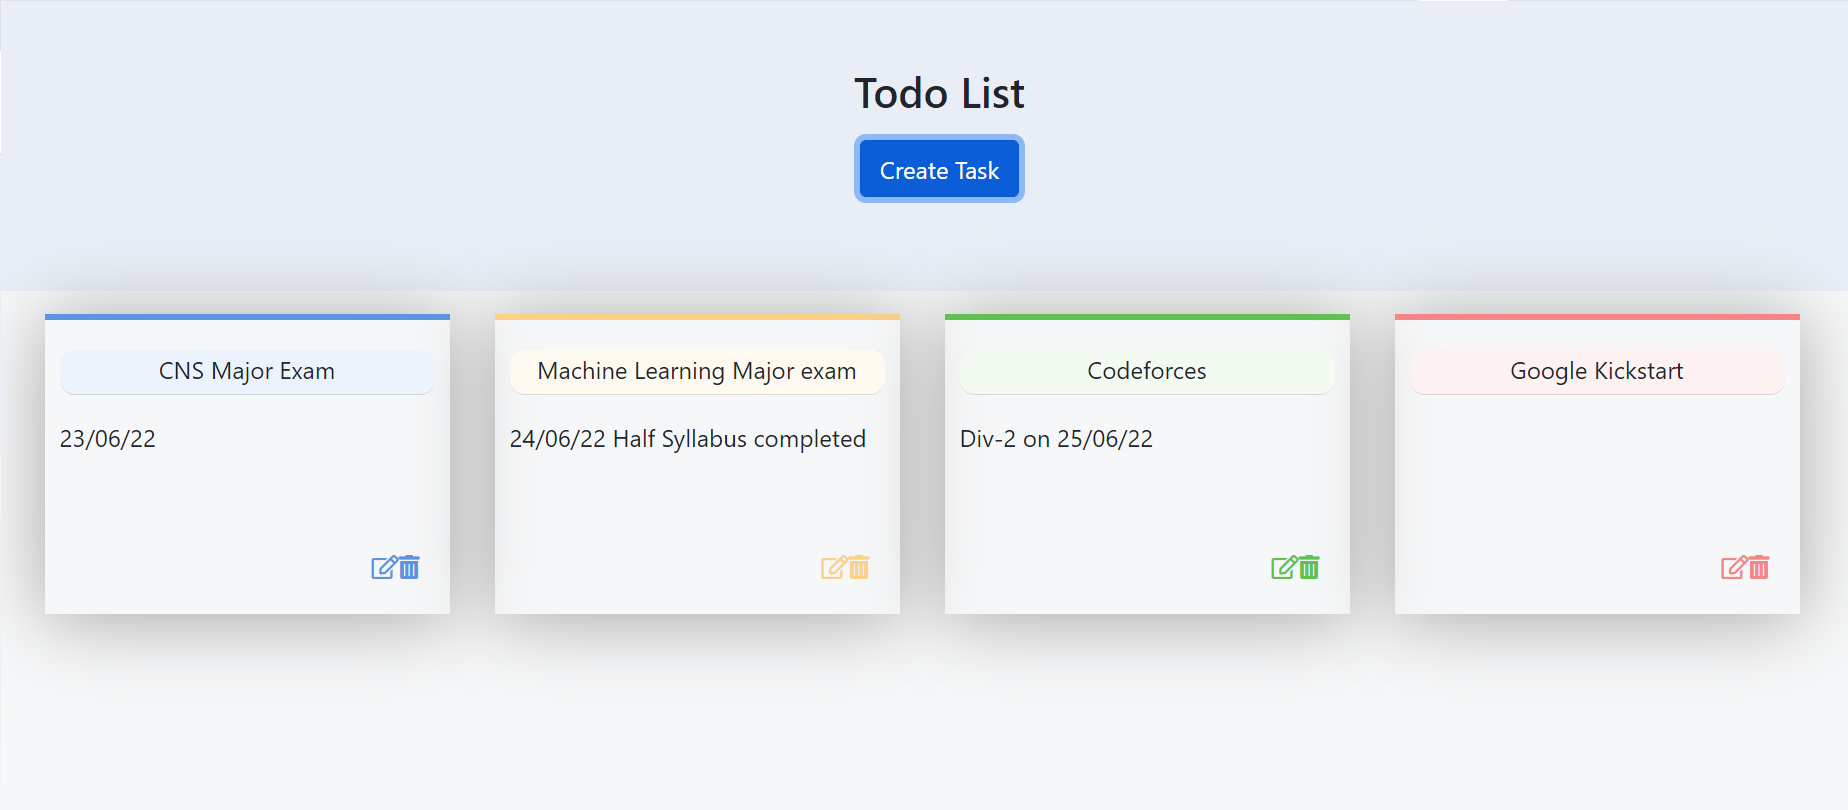 Todo List
Create Task
CNS Major Exam
23/06/22
Machine Learning Major exam
24/06/22 Half Syllabus completed
Codeforces
Div-2 on 25/06/22
Google Kickstart